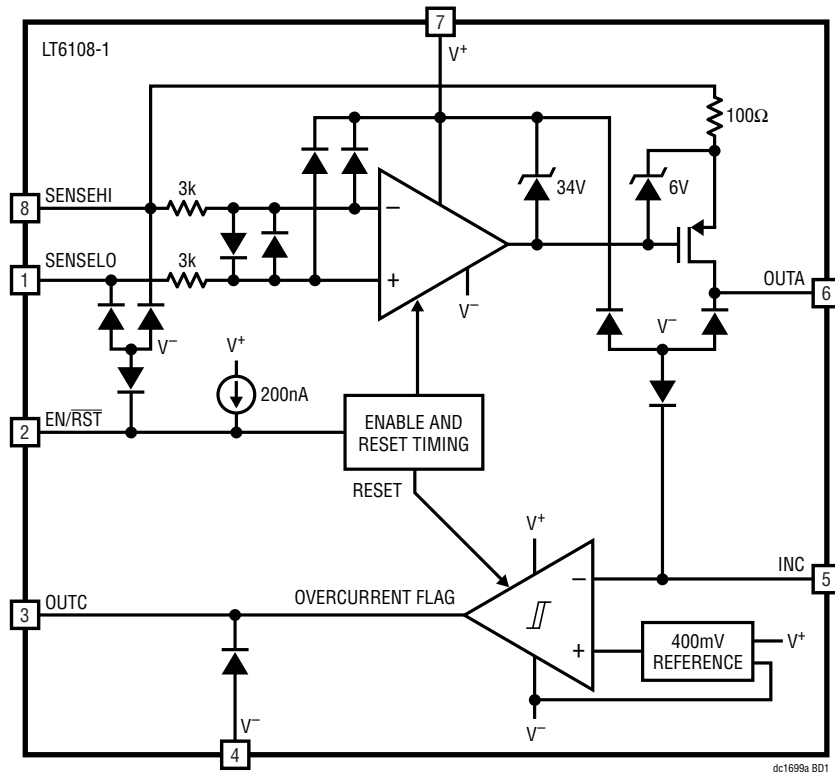 7
LT6108-1
V⁺
100Ω
34V
6V
3k
8 SENSEHI
−
3k
1 SENSELO
+
V⁻
OUTA
6
V⁻
V⁻
V⁺
200nA
2 EN/R̅S̅T̅
ENABLE AND
RESET TIMING
RESET
V⁺
INC
5
−
3 OUTC
OVERCURRENT FLAG
+
400mV
REFERENCE
V⁺
V⁻
V⁻
4
dc1699a BD1